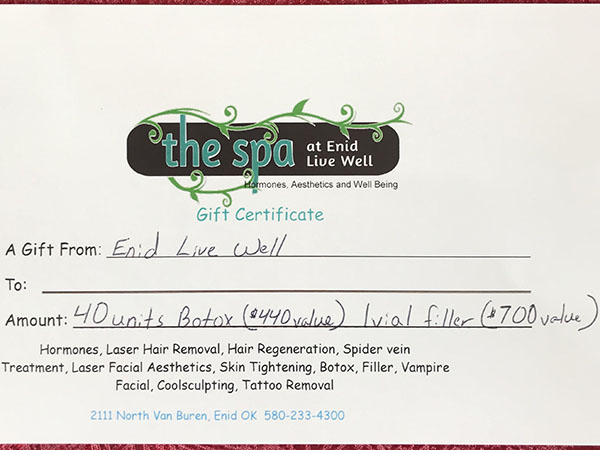 the spa at Enid
Live Well
Hormones, Aesthetics and Well Being
Gift Certificate
A Gift From: Enid Live Well
To:
Amount: 40 units Botox ($440 value) 1 vial filler ($700 value)
Hormones, Laser Hair Removal, Hair Regeneration, Spider vein
Treatment, Laser Facial Aesthetics, Skin Tightening, Botox, Filler, Vampire
Facial, Coolsculpting, Tattoo Removal
2111 North Van Buren, Enid OK 580-233-4300